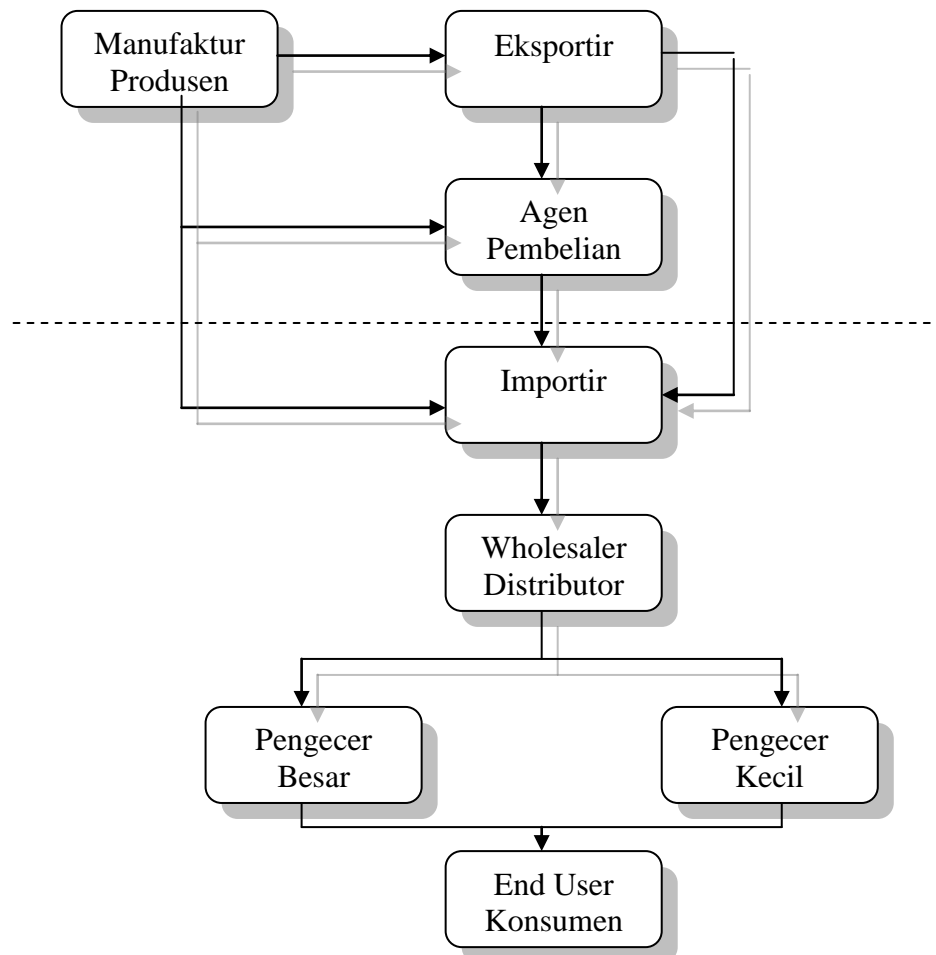 Manufaktur
Produsen
Eksportir
Agen
Pembelian
Importir
Wholesaler
Distributor
Pengecer
Besar
Pengecer
Kecil
End User
Konsumen